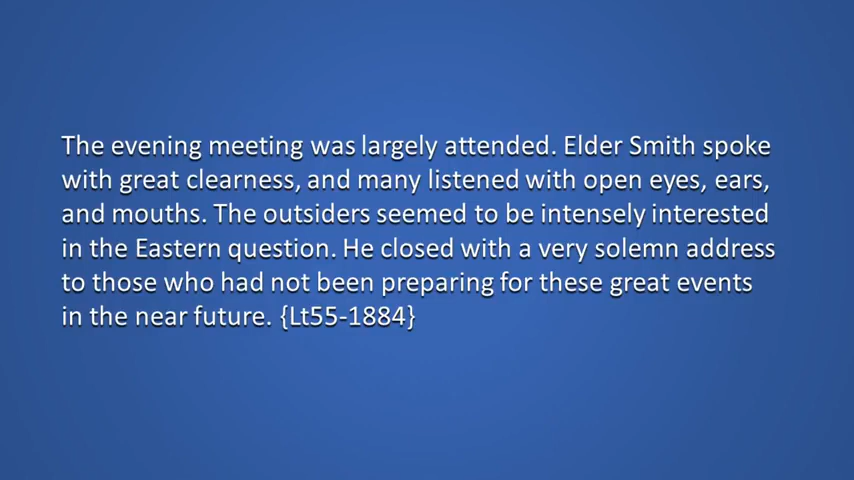 The evening meeting was largely attended. Elder Smith spoke
with great clearness, and many listened with open eyes, ears,
and mouths. The outsiders seemed to be intensely interested
in the Eastern question. He closed with a very solemn address
to those who had not been preparing for these great events
in the near future. {Lt55-1884}